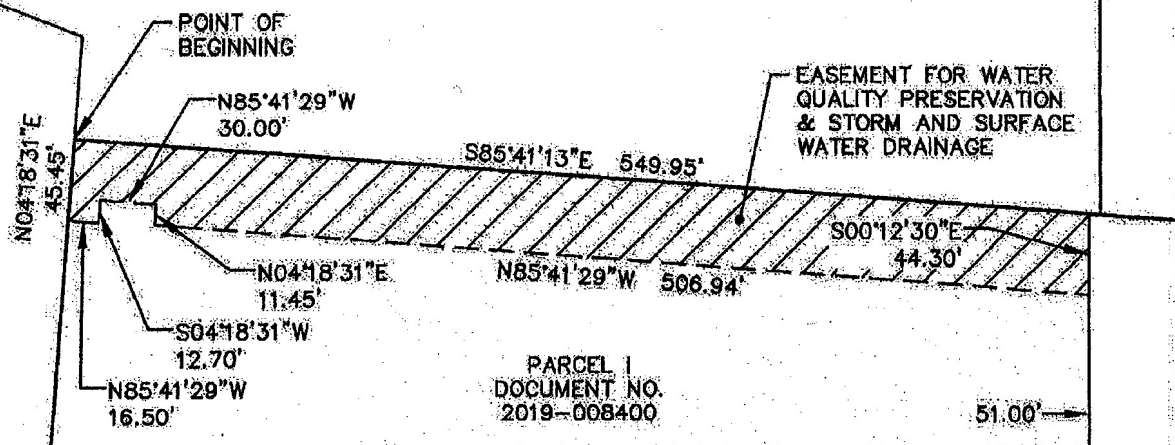 POINT OF
BEGINNING
N85°41'29"W
30.00'
EASEMENT FOR WATER
QUALITY PRESERVATION
& STORM AND SURFACE
WATER DRAINAGE
S85°41'13"E 549.95'
N04°18'31"E
45.45'
S00°12'30"E
44.30'
N85°41'29"W 506.94'
N04°18'31"E
11.45'
S04°18'31"W
12.70'
N85°41'29"W
16.50'
PARCEL I
DOCUMENT NO.
2019-008400
51.00'